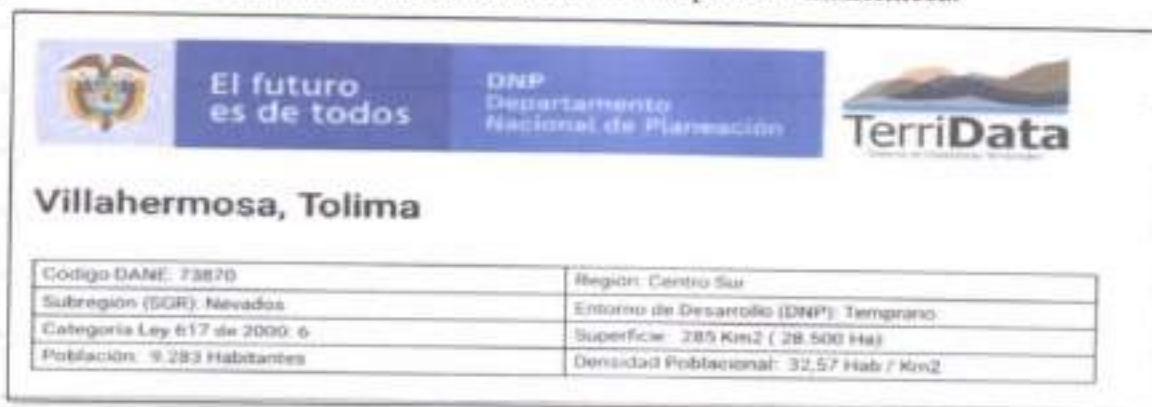 El futuro
es de todos
DNP
Departamento
Nacional de Planeación
TerriData
Villahermosa, Tolima
Código DANE: 73870
Región: Centro Sur
Subregión (SGR): Nevados
Entorno de Desarrollo (DNP): Temprano
Categoría Ley 617 de 2000: 6
Superficie: 285 Km2 ( 28.500 Ha)
Población: 9.283 Habitantes
Densidad Poblacional: 32,57 Hab / Km2